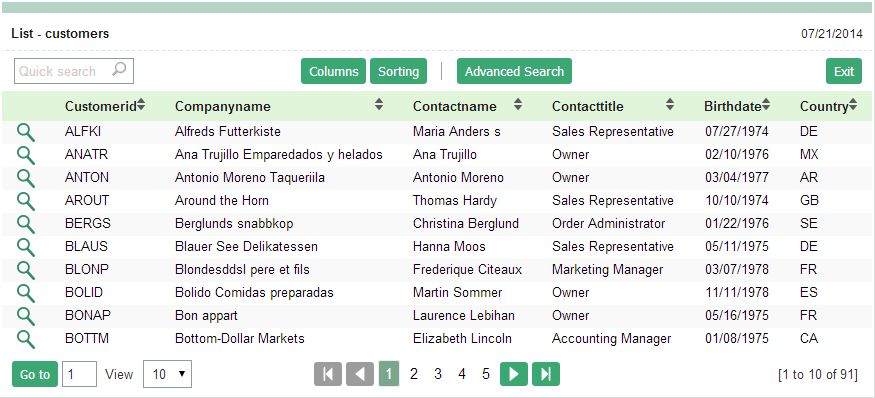 List - customers 07/21/2014
Quick search Columns Sorting Advanced Search Exit
Customerid Companyname Contactname Contacttitle Birthdate Country
ALFKI Alfreds Futterkiste Maria Anders s Sales Representative 07/27/1974 DE
ANATR Ana Trujillo Emparedados y helados Ana Trujillo Owner 02/10/1976 MX
ANTON Antonio Moreno Taqueriila Antonio Moreno Owner 03/04/1977 AR
AROUT Around the Horn Thomas Hardy Sales Representative 10/10/1974 GB
BERGS Berglunds snabbkop Christina Berglund Order Administrator 01/22/1976 SE
BLAUS Blauer See Delikatessen Hanna Moos Sales Representative 05/11/1975 DE
BLONP Blondesddsl pere et fils Frederique Citeaux Marketing Manager 03/07/1978 FR
BOLID Bolido Comidas preparadas Martin Sommer Owner 11/11/1978 ES
BONAP Bon appart Laurence Lebihan Owner 05/16/1975 FR
BOTTM Bottom-Dollar Markets Elizabeth Lincoln Accounting Manager 01/08/1975 CA
Go to 1 View 10 1 2 3 4 5 [1 to 10 of 91]